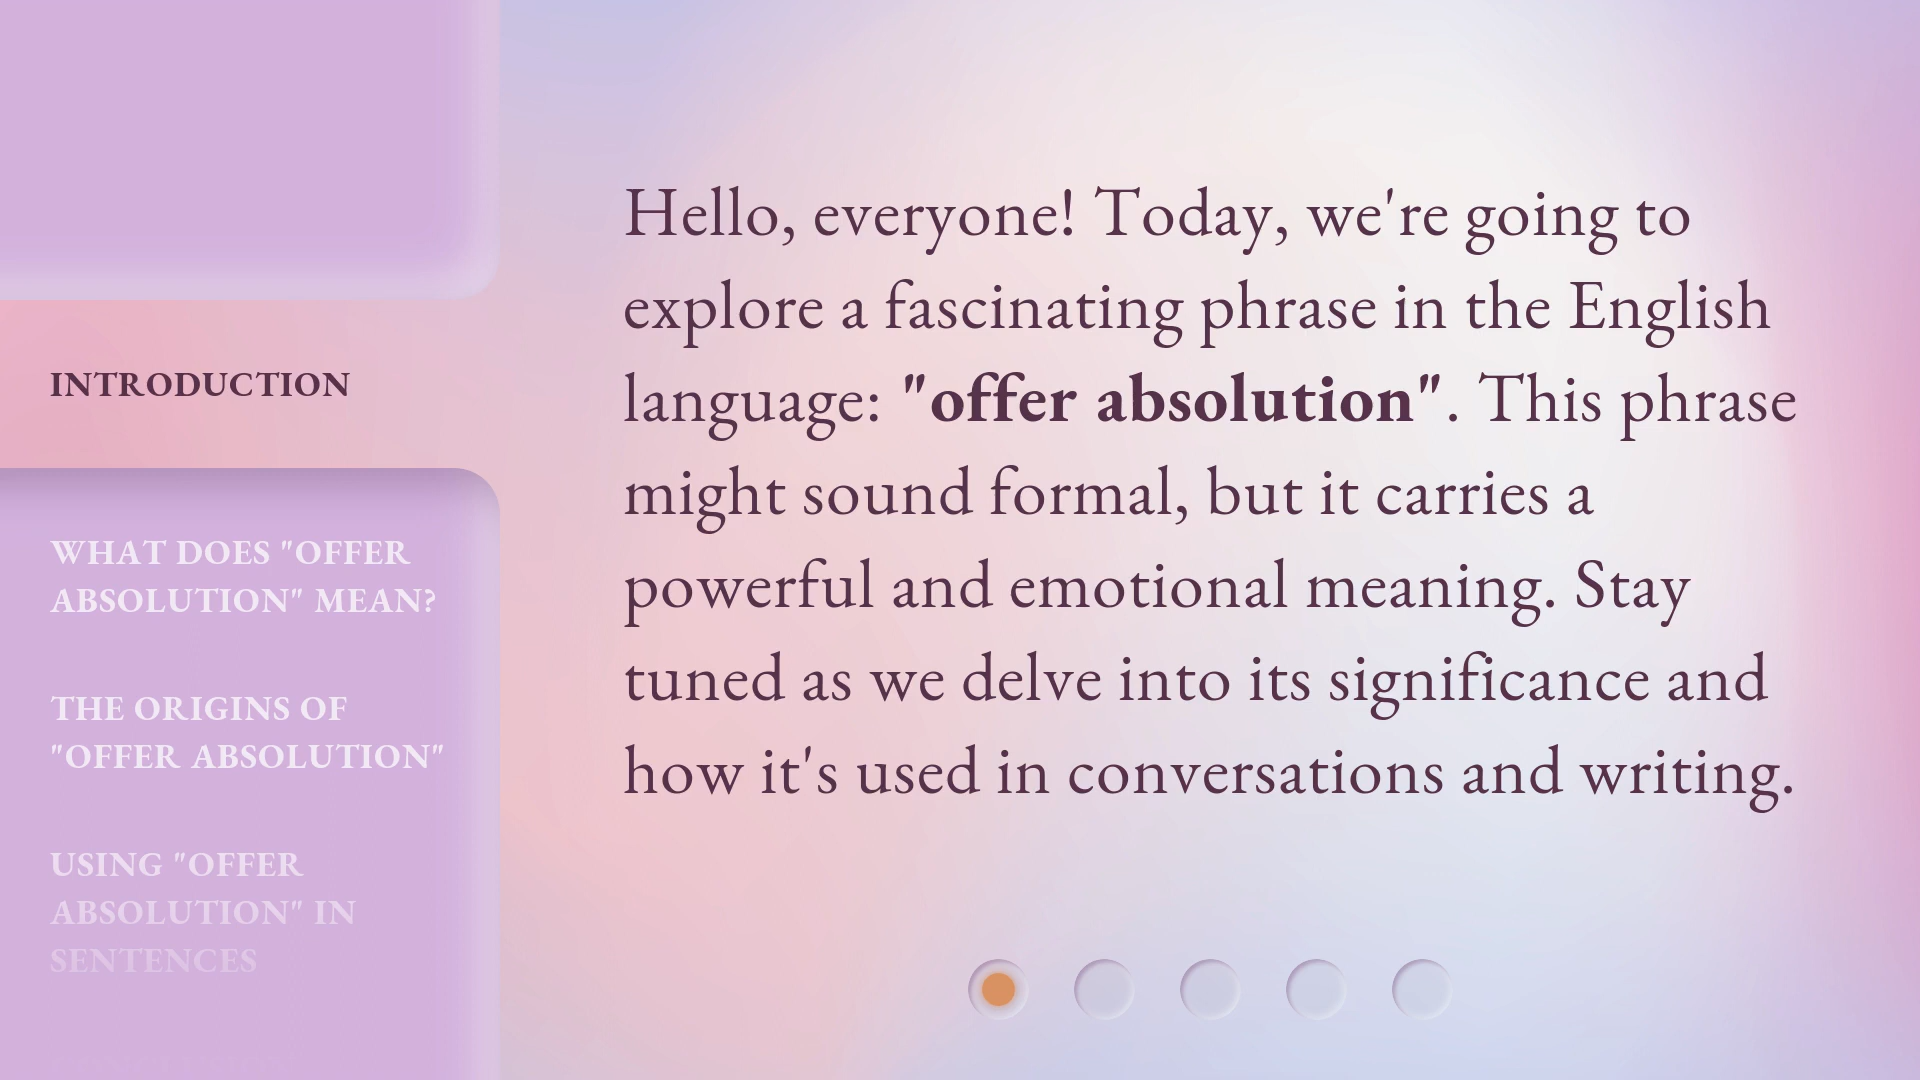 INTRODUCTION
WHAT DOES "OFFER
ABSOLUTION" MEAN?
THE ORIGINS OF
"OFFER ABSOLUTION"
USING "OFFER
ABSOLUTION" IN
SENTENCES
CONCLUSION
Hello, everyone! Today, we're going to
explore a fascinating phrase in the English
language: "offer absolution". This phrase
might sound formal, but it carries a
powerful and emotional meaning. Stay
tuned as we delve into its significance and
how it's used in conversations and writing.